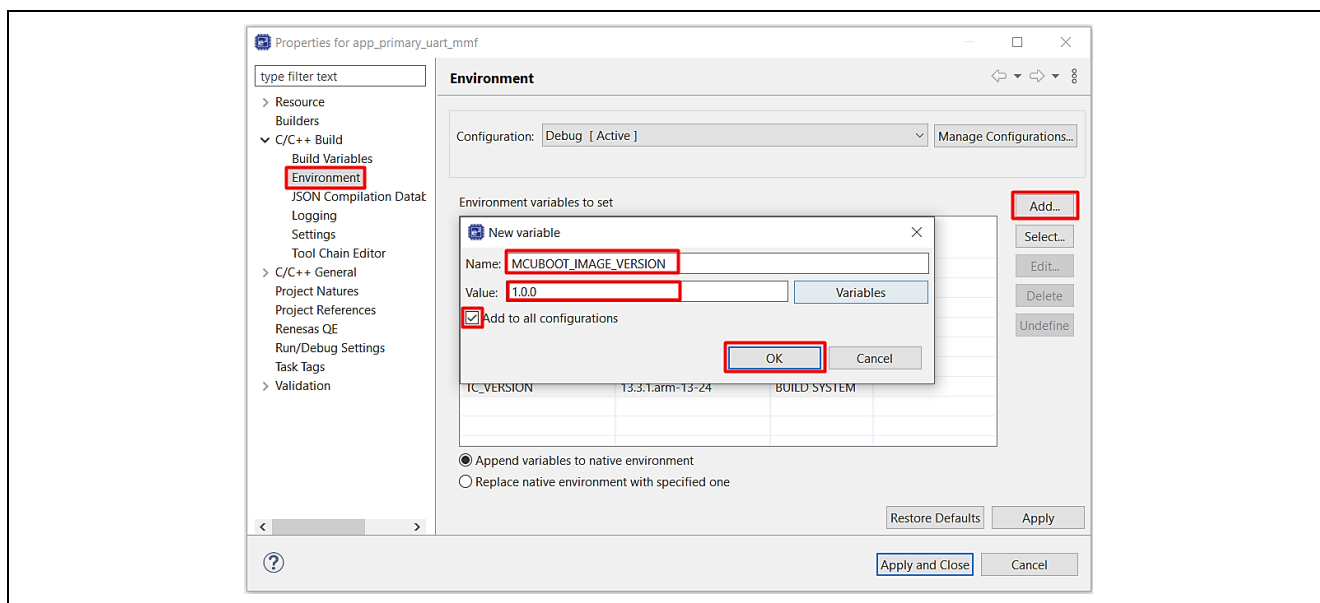 Properties for app_primary_uart_mmf
type filter text
Resource
Builders
C/C++ Build
Build Variables
Environment
JSON Compilation Datab
Logging
Settings
Tool Chain Editor
C/C++ General
Project Natures
Project References
Renesas QE
Run/Debug Settings
Task Tags
Validation
Environment
Configuration: Debug [ Active ] Manage Configurations...
Environment variables to set
Add...
Select...
Edit...
Delete
Undefine
New variable
Name: MCUBOOT_IMAGE_VERSION
Value: 1.0.0 Variables
Add to all configurations
OK Cancel
TC_VERSION 13.3.1.arm-13-24 BUILD SYSTEM
Append variables to native environment
Replace native environment with specified one
Restore Defaults Apply
? Apply and Close Cancel